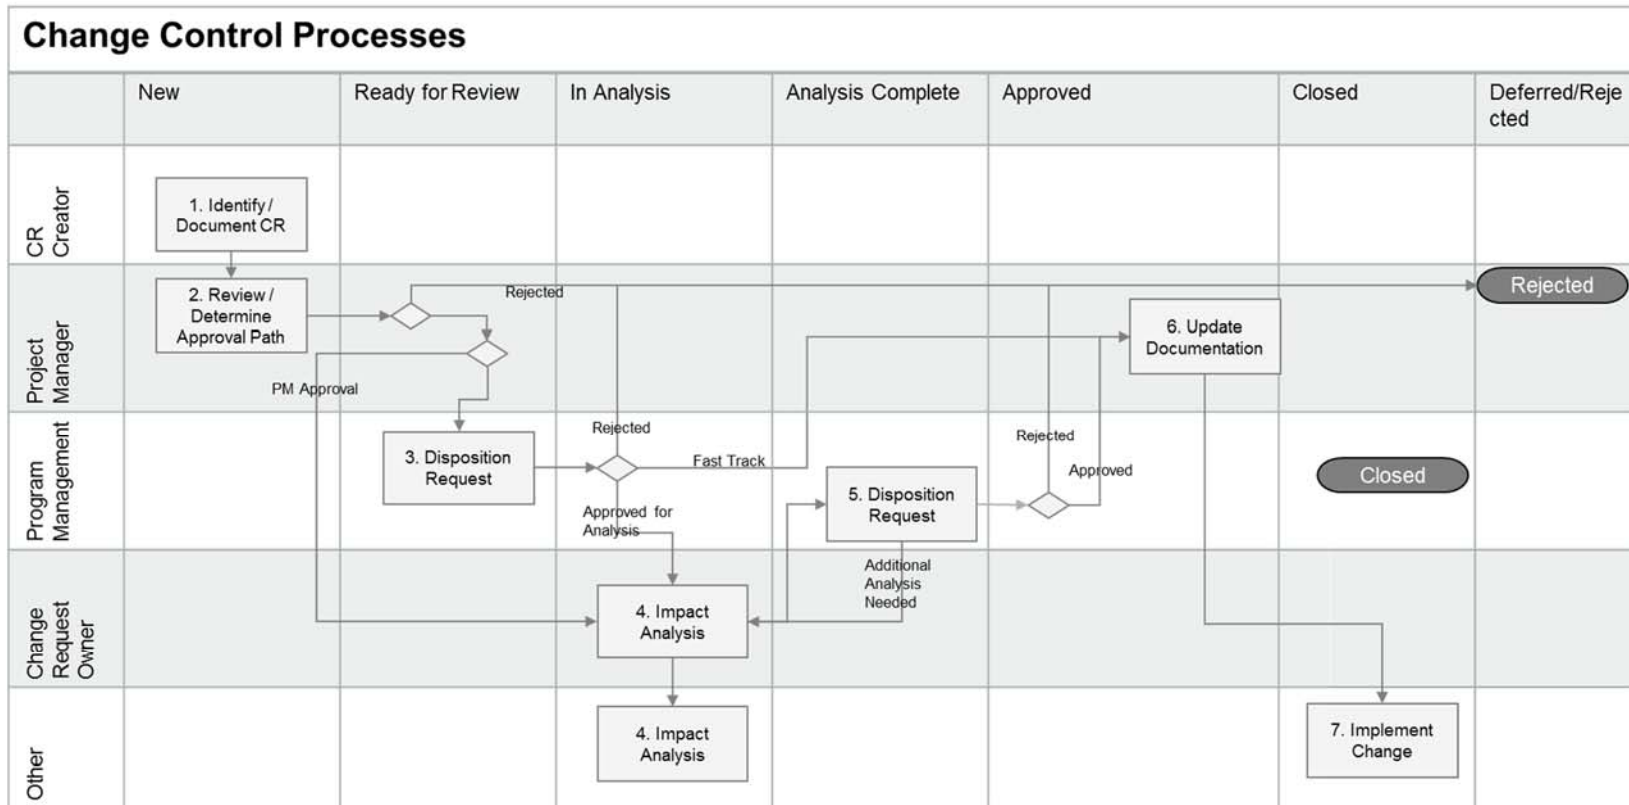 Change Control Processes
New
Ready for Review
In Analysis
Analysis Complete
Approved
Closed
Deferred/Reje
cted
CR
Creator
1. Identify /
Document CR
Project
Manager
2. Review /
Determine
Approval Path
Rejected
6. Update
Documentation
Rejected
PM Approval
Program
Management
3. Disposition
Request
Rejected
Fast Track
Approved for
Analysis
5. Disposition
Request
Rejected
Approved
Closed
Change
Request
Owner
4. Impact
Analysis
Additional
Analysis
Needed
Other
4. Impact
Analysis
7. Implement
Change